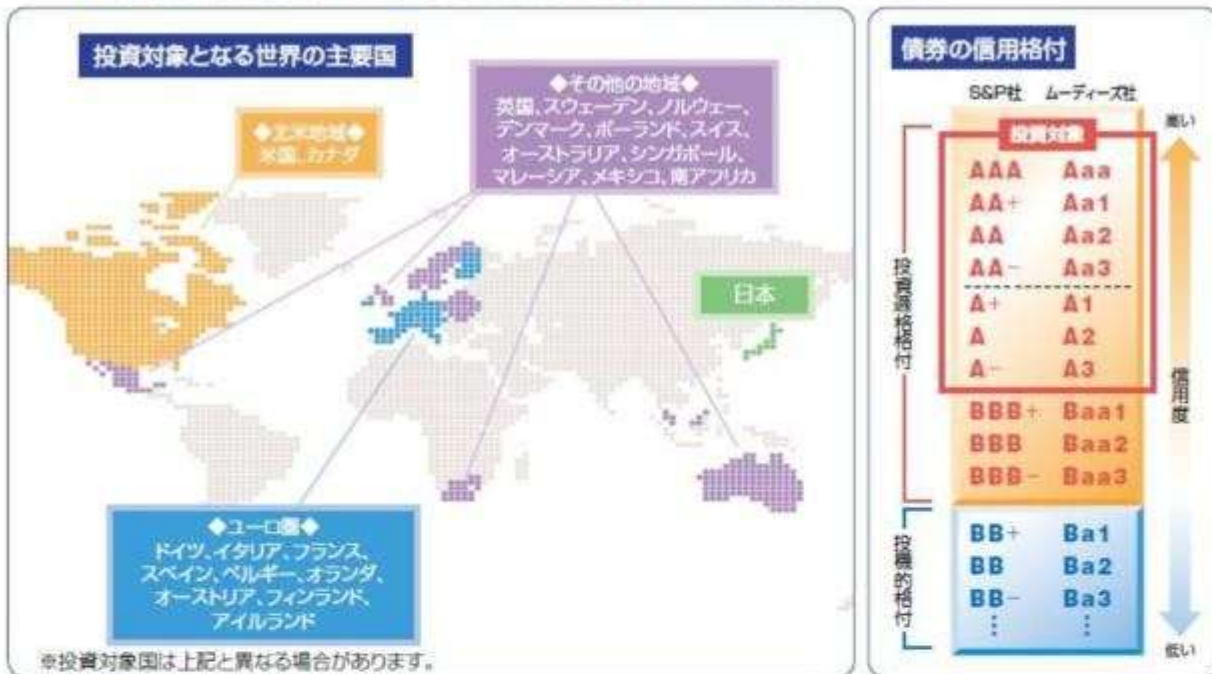 投資対象となる世界の主要国
◆北米地域◆
米国、カナダ
◆その他の地域◆
英国、スウェーデン、ノルウェー、
デンマーク、ポーランド、スイス、
オーストラリア、シンガポール、
マレーシア、メキシコ、南アフリカ
日本
◆ユーロ圏◆
ドイツ、イタリア、フランス、
スペイン、ベルギー、オランダ、
オーストリア、フィンランド、
アイルランド
※投資対象国は上記と異なる場合があります。
債券の信用格付
S&P社 ムーディーズ社
高い
投資対象
AAA Aaa
AA+ Aa1
AA Aa2
AA- Aa3
A+ A1
A A2
A- A3
BBB+ Baa1
BBB Baa2
BBB- Baa3
BB+ Ba1
BB Ba2
BB- Ba3
⋮ ⋮
投資適格格付
投機的格付
信用度
低い